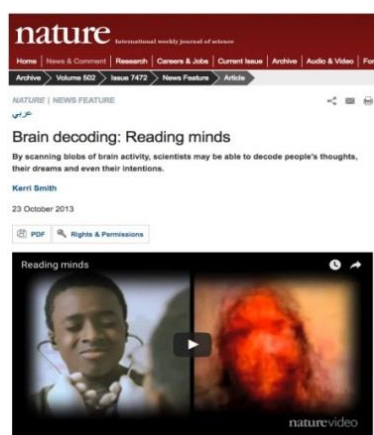 nature International weekly journal of science
Home News & Comment Research Careers & Jobs Current Issue Archive Audio & Video For
Archive Volume 502 Issue 7472 News Feature Article
NATURE | NEWS FEATURE
عربي
Brain decoding: Reading minds
By scanning blobs of brain activity, scientists may be able to decode people's thoughts,
their dreams and even their intentions.
Kerri Smith
23 October 2013
PDF Rights & Permissions
Reading minds
naturevideo